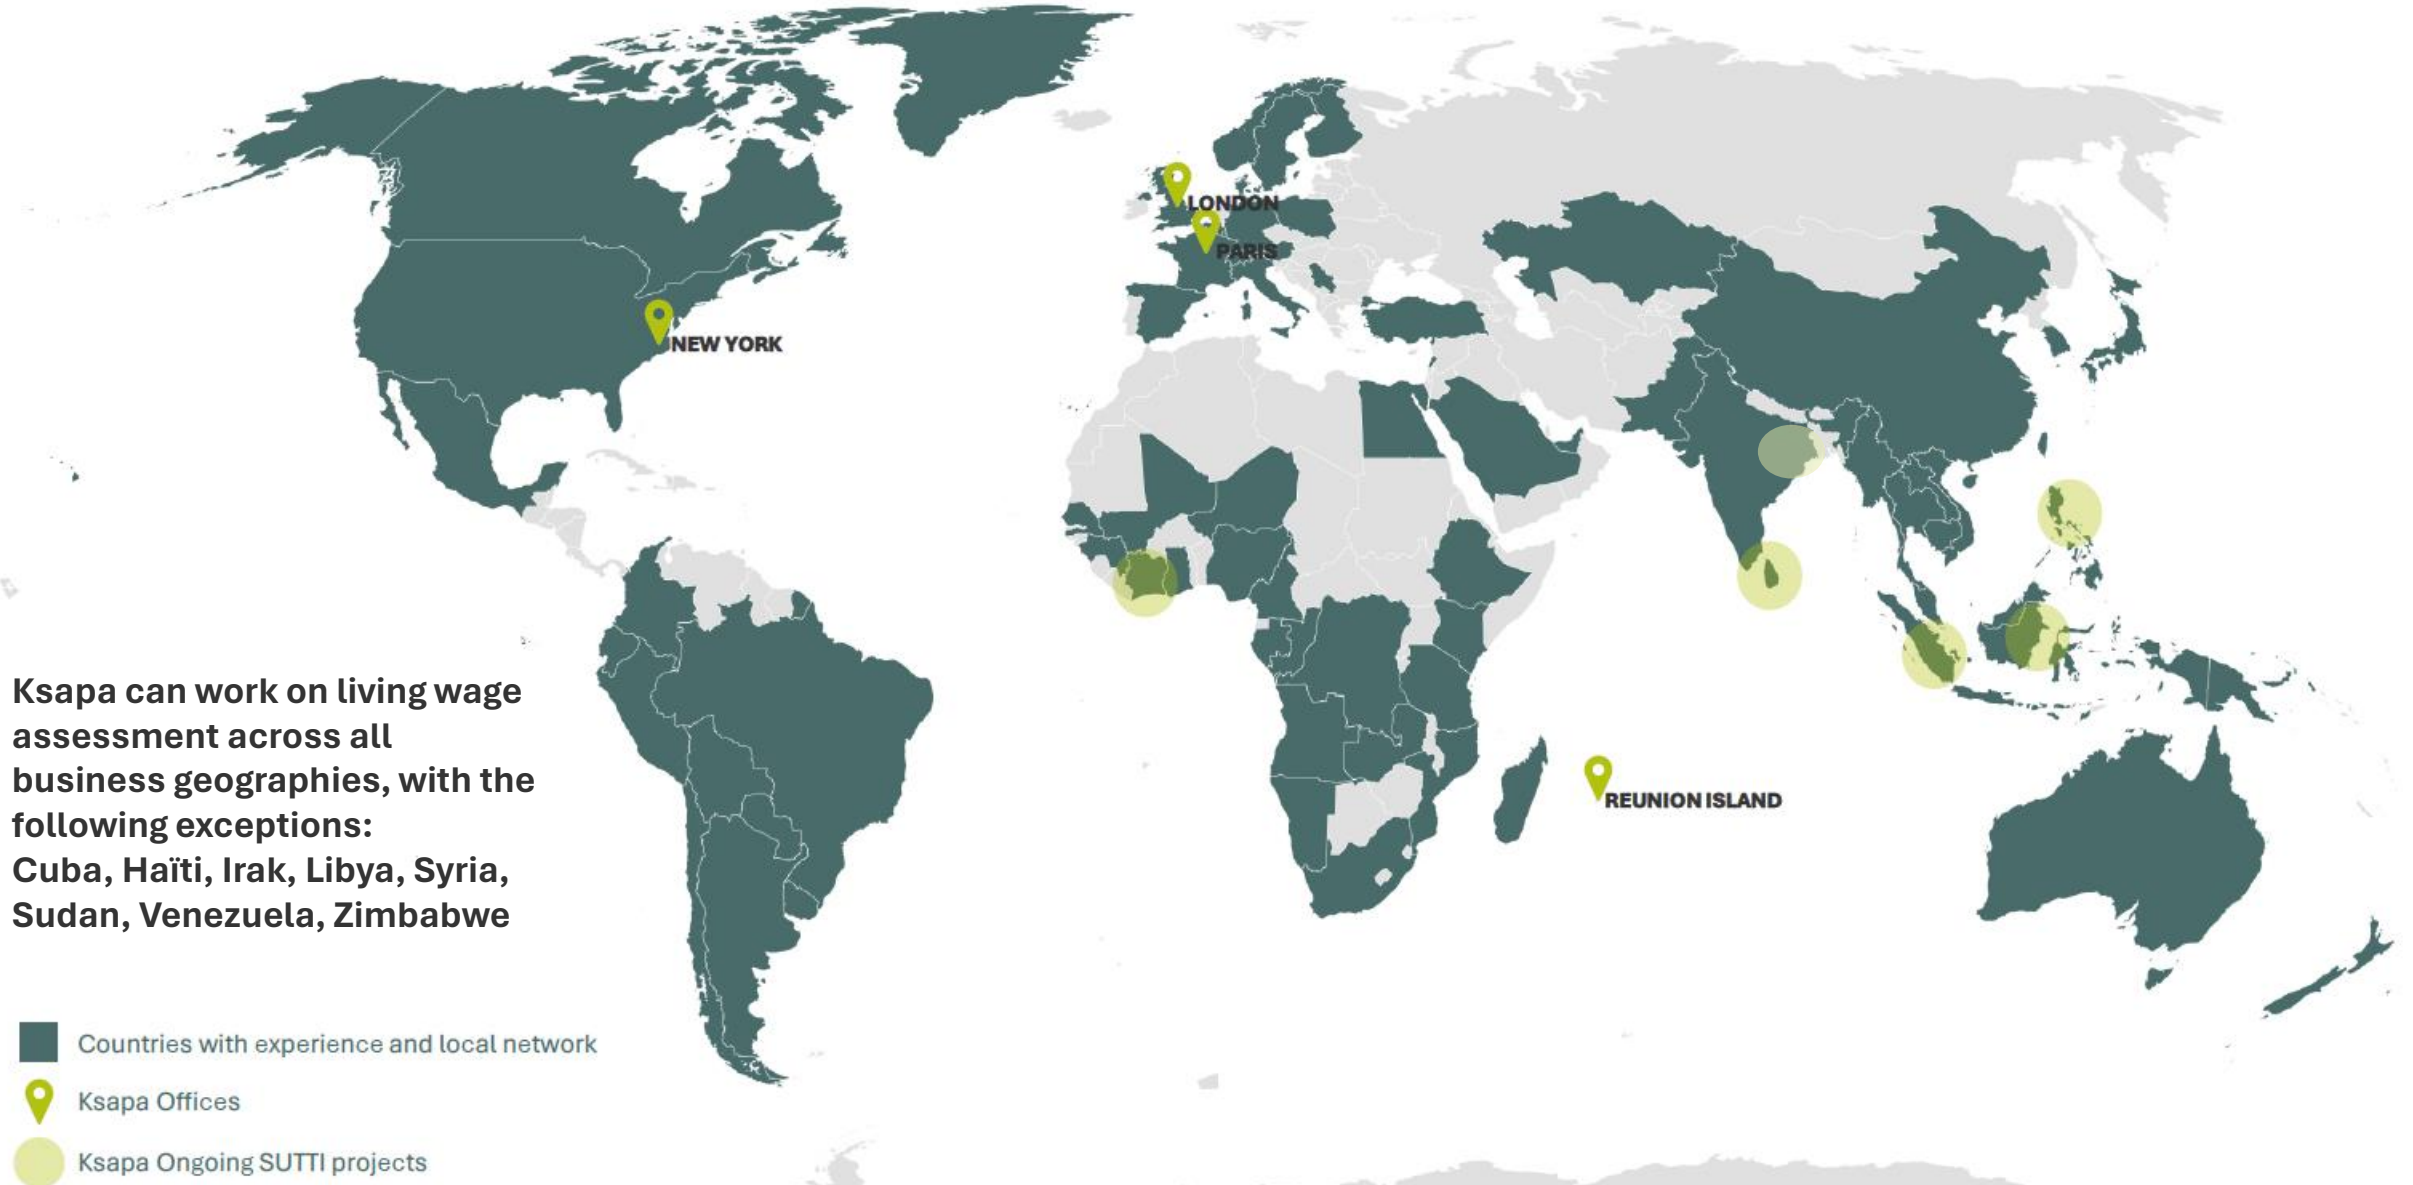 LONDON
PARIS
NEW YORK
Ksapa can work on living wage
assessment across all
business geographies, with the
following exceptions:
Cuba, Haïti, Irak, Libya, Syria,
Sudan, Venezuela, Zimbabwe
REUNION ISLAND
Countries with experience and local network
Ksapa Offices
Ksapa Ongoing SUTTI projects